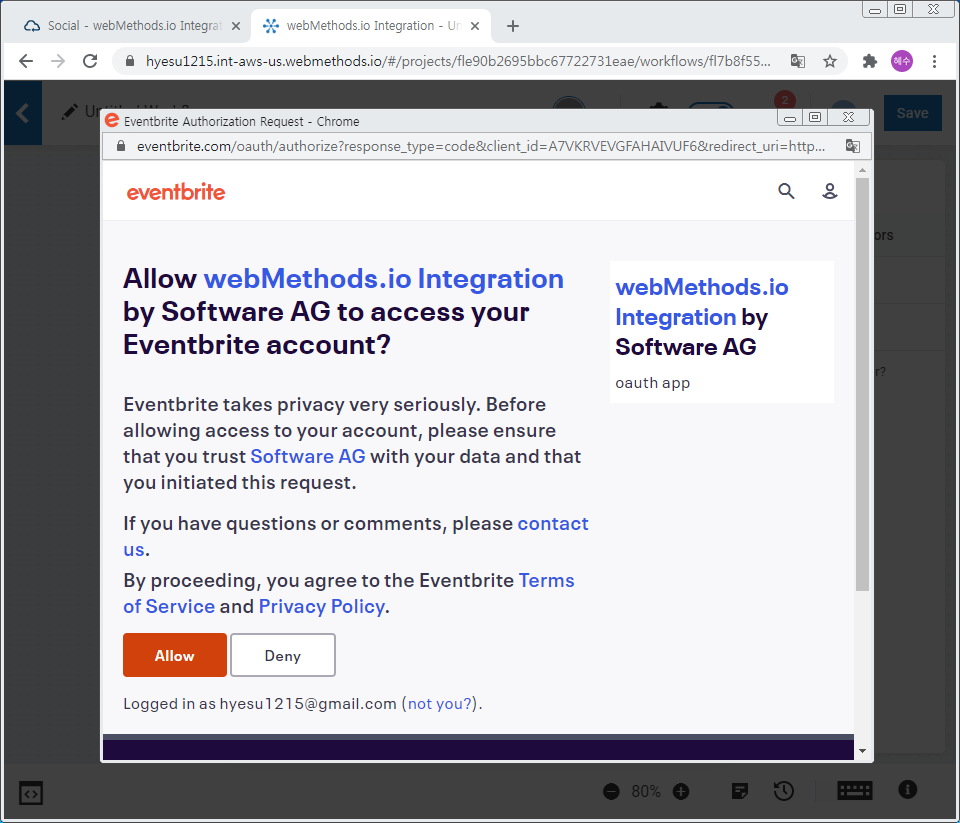 Social - webMethods.io Integrat
webMethods.io Integration - Un
hyesu1215.int-aws-us.webmethods.io/#/projects/fle90b2695bbc67722731eae/workflows/fl7b8f55...
혜수
2
Save
Eventbrite Authorization Request - Chrome
eventbrite.com/oauth/authorize?response_type=code&client_id=A7VKRVEVGFAHAIVUF6&redirect_uri=http...
eventbrite
ors
r?
Allow webMethods.io Integration
by Software AG to access your
Eventbrite account?
webMethods.io
Integration by
Software AG
oauth app
Eventbrite takes privacy very seriously. Before
allowing access to your account, please ensure
that you trust Software AG with your data and that
you initiated this request.
If you have questions or comments, please contact
us.
By proceeding, you agree to the Eventbrite Terms
of Service and Privacy Policy.
Allow
Deny
Logged in as hyesu1215@gmail.com (not you?).
80%